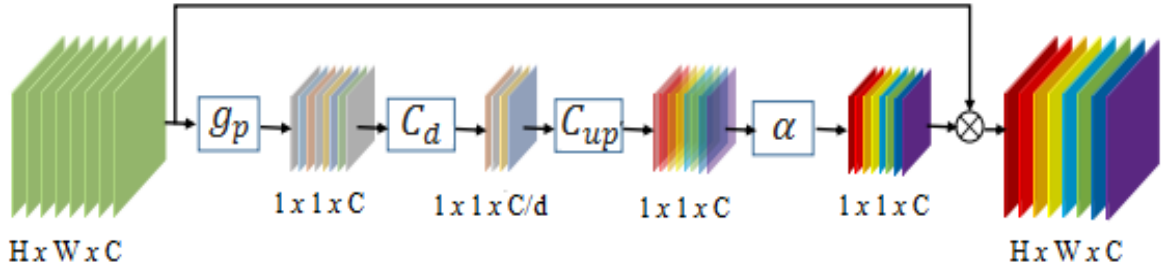 g_p C_d C_up α
1 x 1 x C 1 x 1 x C/d 1 x 1 x C 1 x 1 x C
H x W x C H x W x C